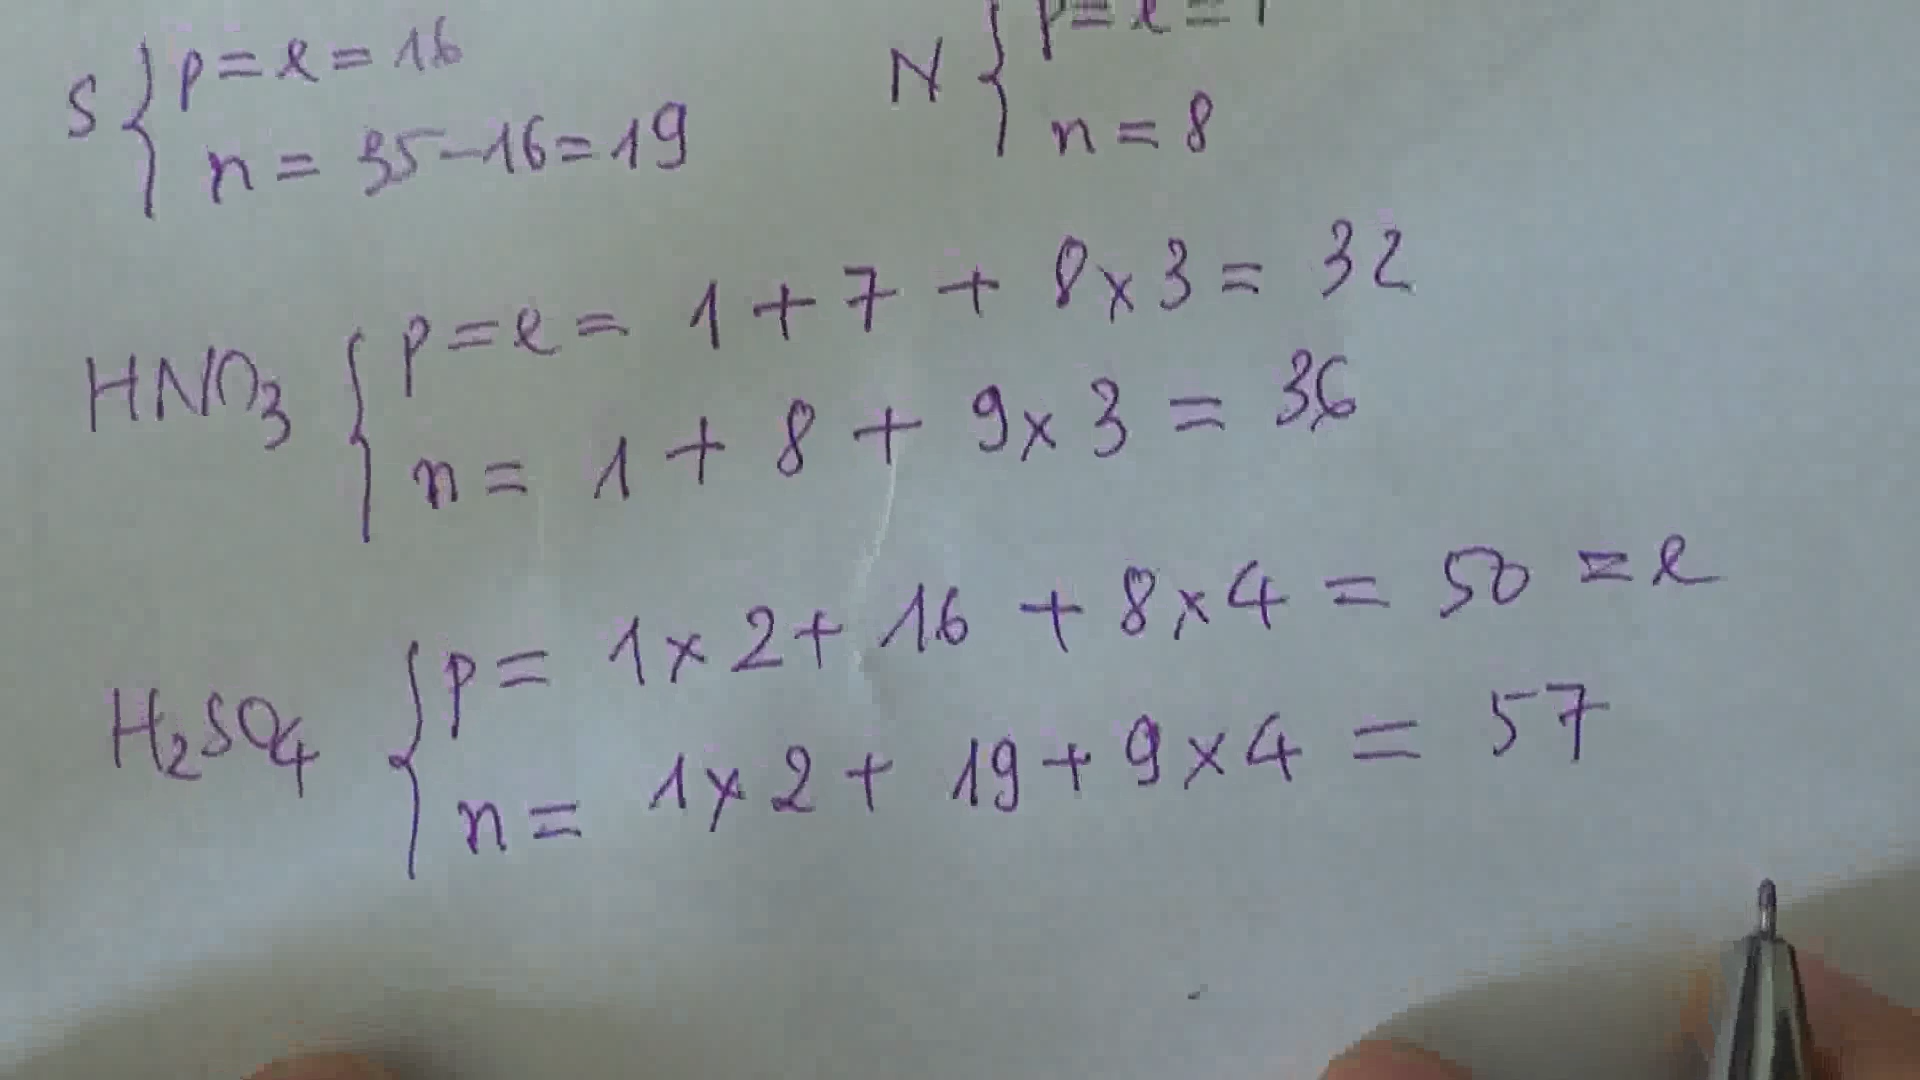 S { p = e = 16
n = 35 - 16 = 19
N { p = e = 7
n = 8
HNO3 { p = e = 1 + 7 + 8 x 3 = 32
n = 1 + 8 + 9 x 3 = 36
H2SO4 { p = 1 x 2 + 16 + 8 x 4 = 50 = e
n = 1 x 2 + 19 + 9 x 4 = 57